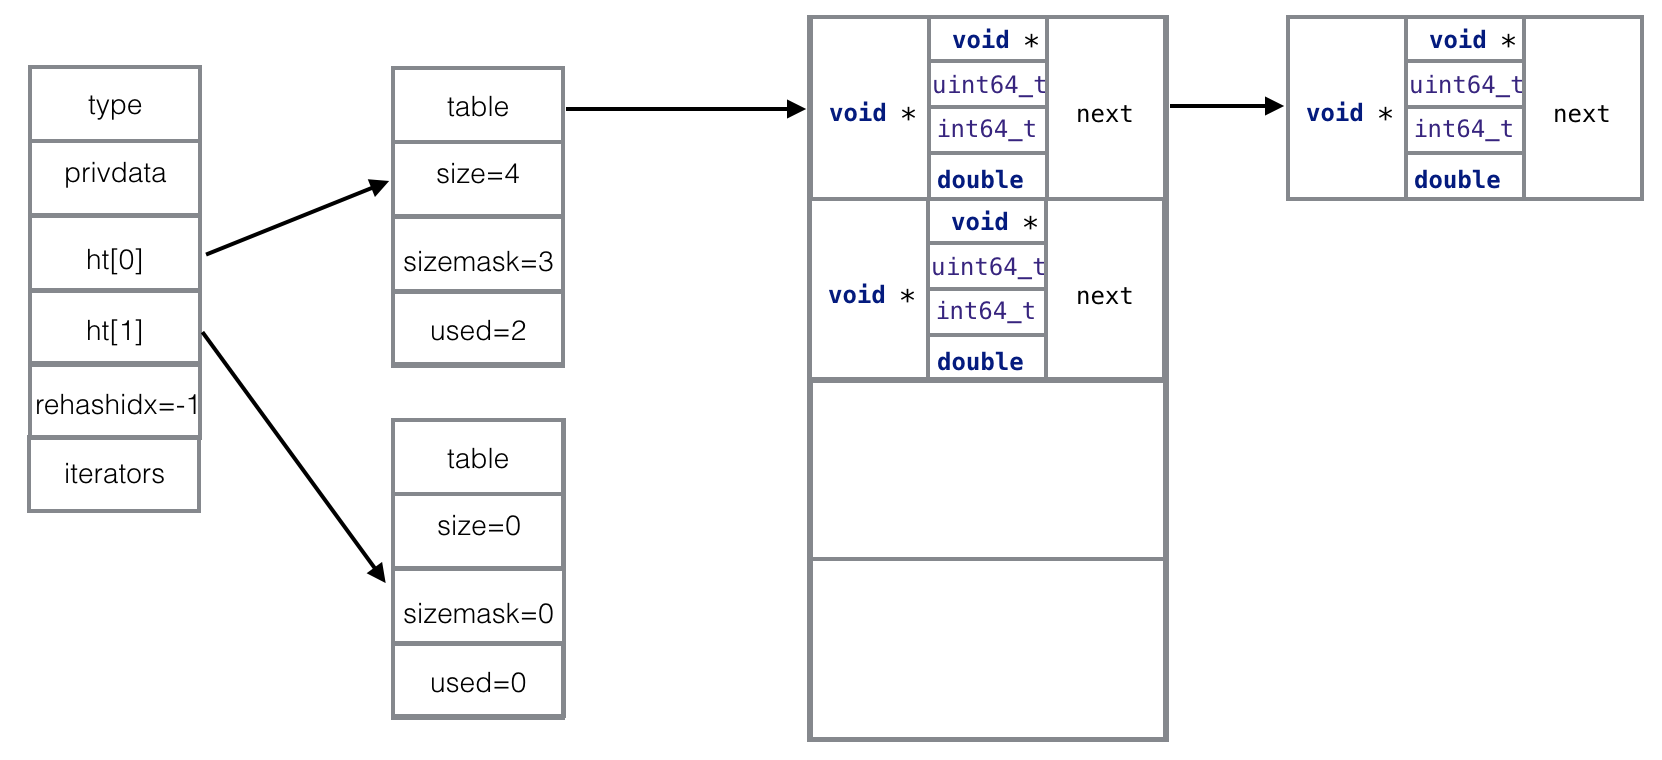 type
privdata
ht[0]
ht[1]
rehashidx=-1
iterators
table
size=4
sizemask=3
used=2
table
size=0
sizemask=0
used=0
void *
void *
uint64_t
int64_t
double
next
void *
void *
uint64_t
int64_t
double
next
void *
void *
uint64_t
int64_t
double
next